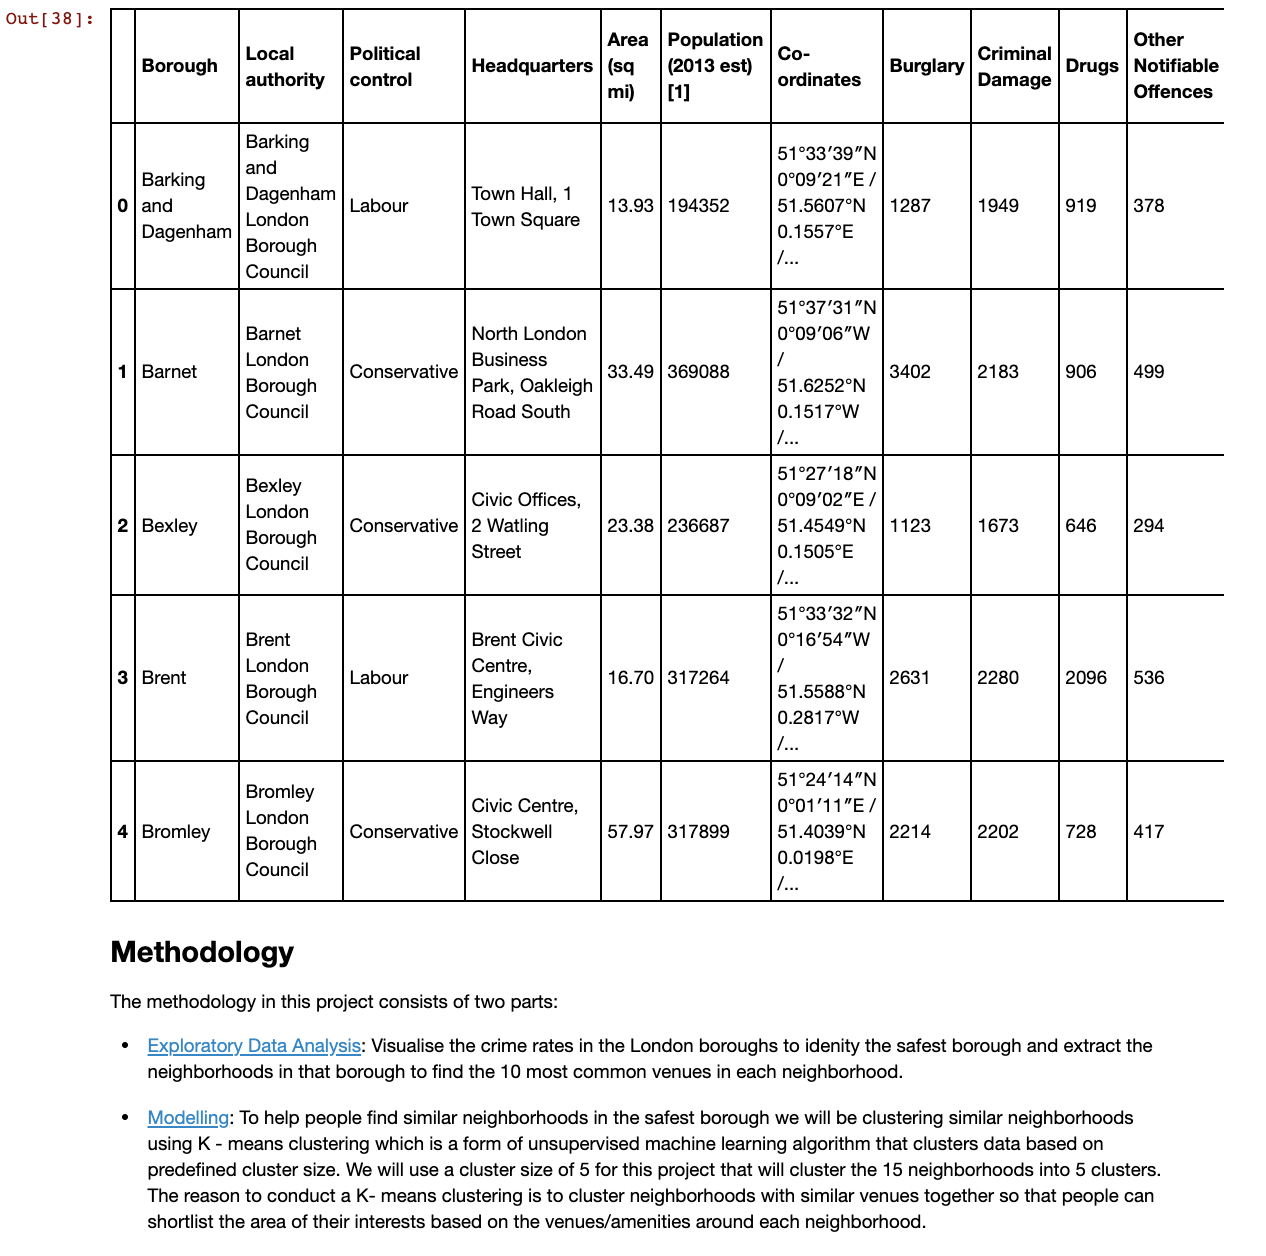 Out[38]:
Borough Local authority Political control Headquarters Area (sq mi) Population (2013 est) [1] Co-ordinates Burglary Criminal Damage Drugs Other Notifiable Offences
0 Barking and Dagenham Barking and Dagenham London Borough Council Labour Town Hall, 1 Town Square 13.93 194352 51°33′39″N 0°09′21″E / 51.5607°N 0.1557°E /... 1287 1949 919 378
1 Barnet Barnet London Borough Council Conservative North London Business Park, Oakleigh Road South 33.49 369088 51°37′31″N 0°09′06″W / 51.6252°N 0.1517°W /... 3402 2183 906 499
2 Bexley Bexley London Borough Council Conservative Civic Offices, 2 Watling Street 23.38 236687 51°27′18″N 0°09′02″E / 51.4549°N 0.1505°E /... 1123 1673 646 294
3 Brent Brent London Borough Council Labour Brent Civic Centre, Engineers Way 16.70 317264 51°33′32″N 0°16′54″W / 51.5588°N 0.2817°W /... 2631 2280 2096 536
4 Bromley Bromley London Borough Council Conservative Civic Centre, Stockwell Close 57.97 317899 51°24′14″N 0°01′11″E / 51.4039°N 0.0198°E /... 2214 2202 728 417
Methodology
The methodology in this project consists of two parts:
• Exploratory Data Analysis: Visualise the crime rates in the London boroughs to idenity the safest borough and extract the
neighborhoods in that borough to find the 10 most common venues in each neighborhood.
• Modelling: To help people find similar neighborhoods in the safest borough we will be clustering similar neighborhoods
using K - means clustering which is a form of unsupervised machine learning algorithm that clusters data based on
predefined cluster size. We will use a cluster size of 5 for this project that will cluster the 15 neighborhoods into 5 clusters.
The reason to conduct a K- means clustering is to cluster neighborhoods with similar venues together so that people can
shortlist the area of their interests based on the venues/amenities around each neighborhood.